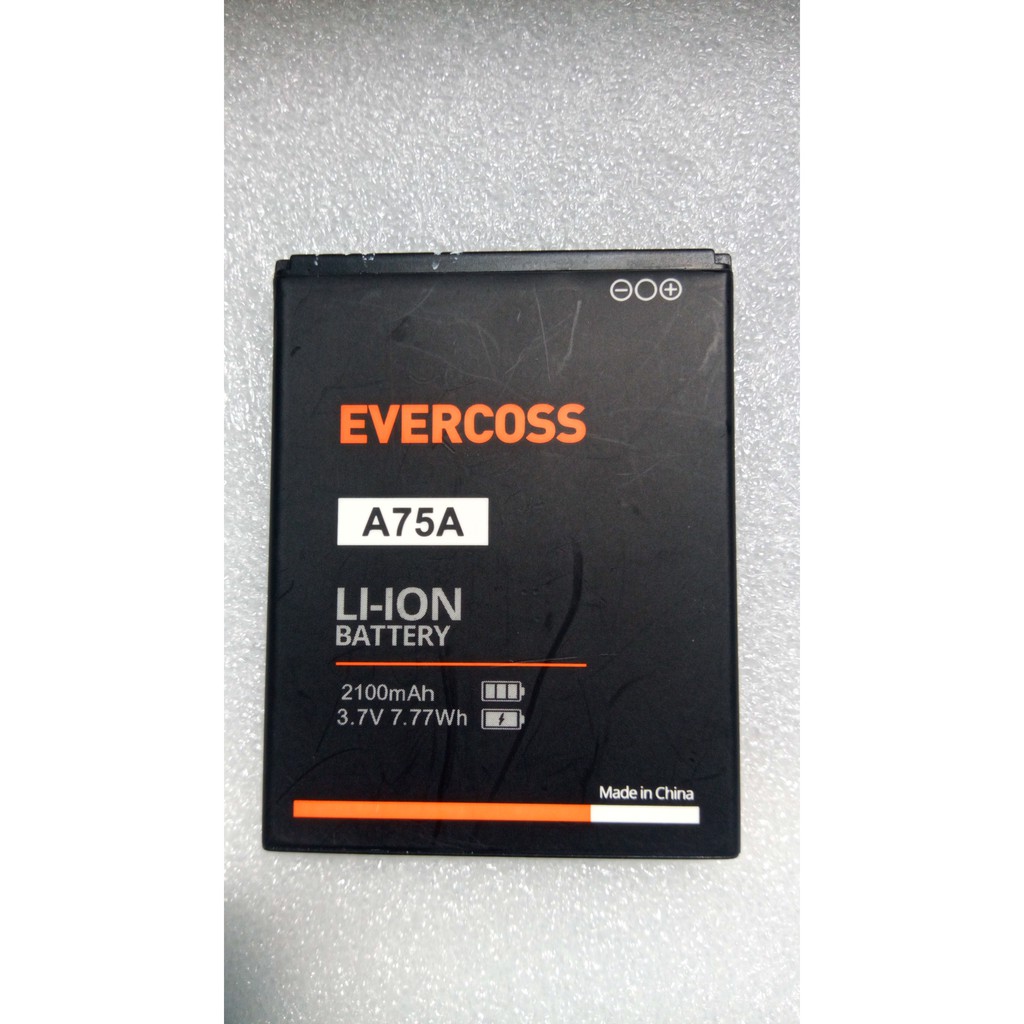 EVERCOSS
A75A
LI-ION
BATTERY
2100mAh
3.7V 7.77Wh
Made in China